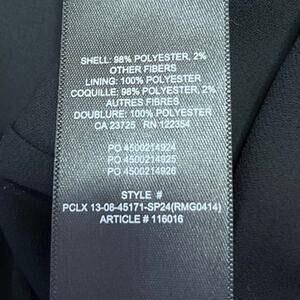 SHELL: 98% POLYESTER, 2%
OTHER FIBERS
LINING: 100% POLYESTER
COQUILLE: 98% POLYESTER, 2%
AUTRES FIBRES
DOUBLURE: 100% POLYESTER
CA 23725 RN 122354
PO 4500214924
PO 4500214925
PO 4500214926
STYLE #
PCLX 13-08-45171-SP24(RMG0414)
ARTICLE # 116016